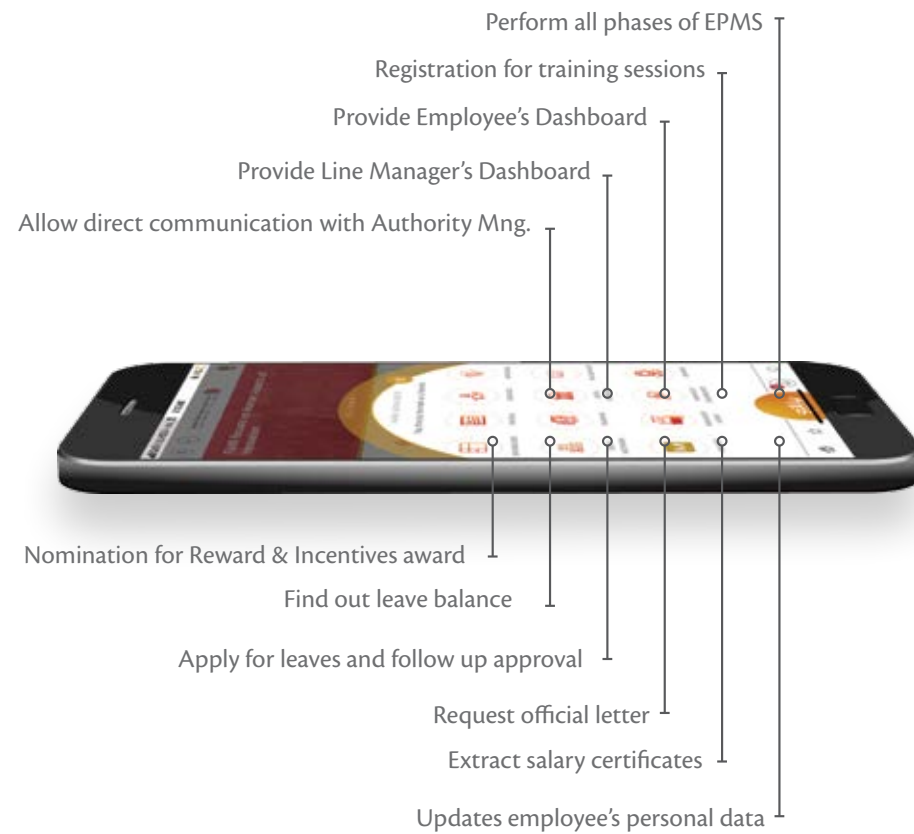 Perform all phases of EPMS
Registration for training sessions
Provide Employee’s Dashboard
Provide Line Manager’s Dashboard
Allow direct communication with Authority Mng.
Nomination for Reward & Incentives award
Find out leave balance
Apply for leaves and follow up approval
Request official letter
Extract salary certificates
Updates employee’s personal data